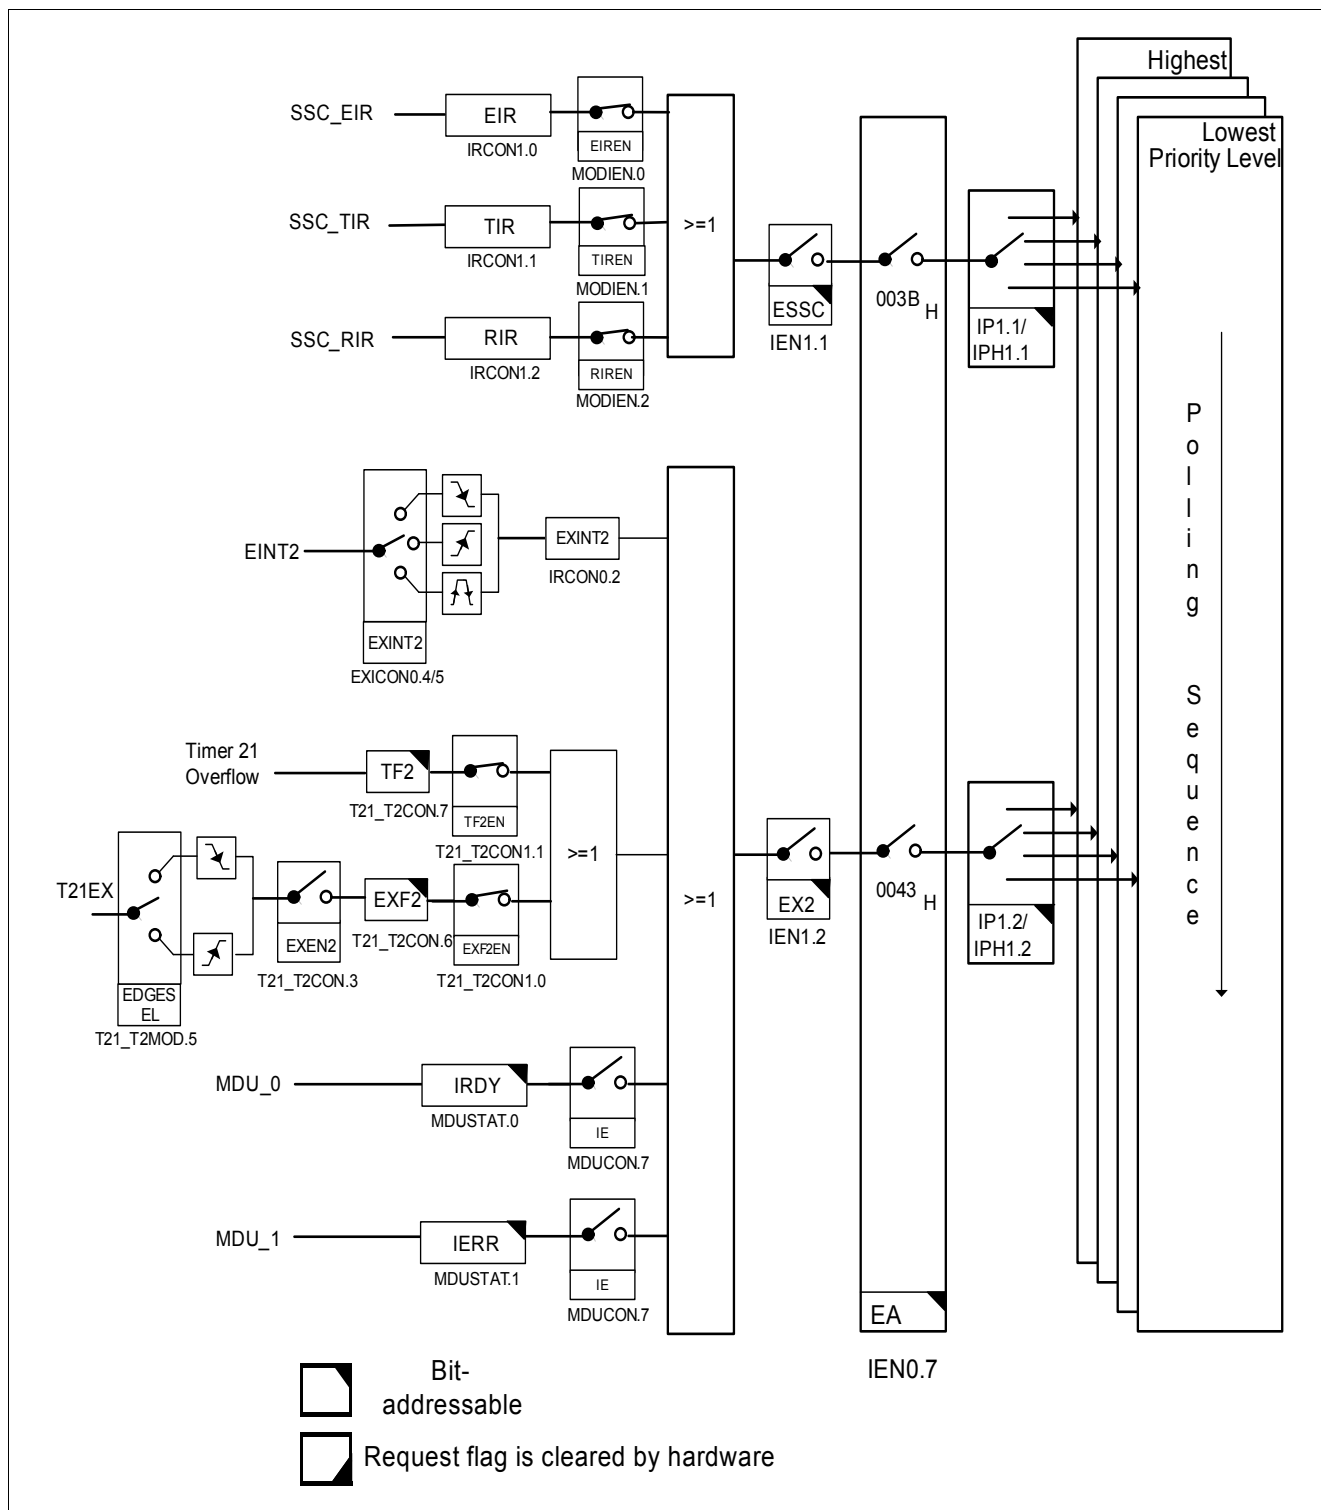 Highest
Lowest
Priority Level
SSC_EIR
EIR
IRCON1.0
EIREN
MODIEN.0
SSC_TIR
TIR
IRCON1.1
TIREN
MODIEN.1
SSC_RIR
RIR
IRCON1.2
RIREN
MODIEN.2
>=1
ESSC
IEN1.1
003B H
IP1.1/
IPH1.1
EINT2
EXINT2
EXICON0.4/5
EXINT2
IRCON0.2
Timer 21
Overflow
TF2
T21_T2CON.7
TF2EN
T21_T2CON1.1
T21EX
EDGES
EL
T21_T2MOD.5
EXEN2
T21_T2CON.3
EXF2
T21_T2CON.6
EXF2EN
T21_T2CON1.0
>=1
MDU_0
IRDY
MDUSTAT.0
IE
MDUCON.7
MDU_1
IERR
MDUSTAT.1
IE
MDUCON.7
>=1
EX2
IEN1.2
0043 H
IP1.2/
IPH1.2
EA
IEN0.7
Polling Sequence
Bit-
addressable
Request flag is cleared by hardware